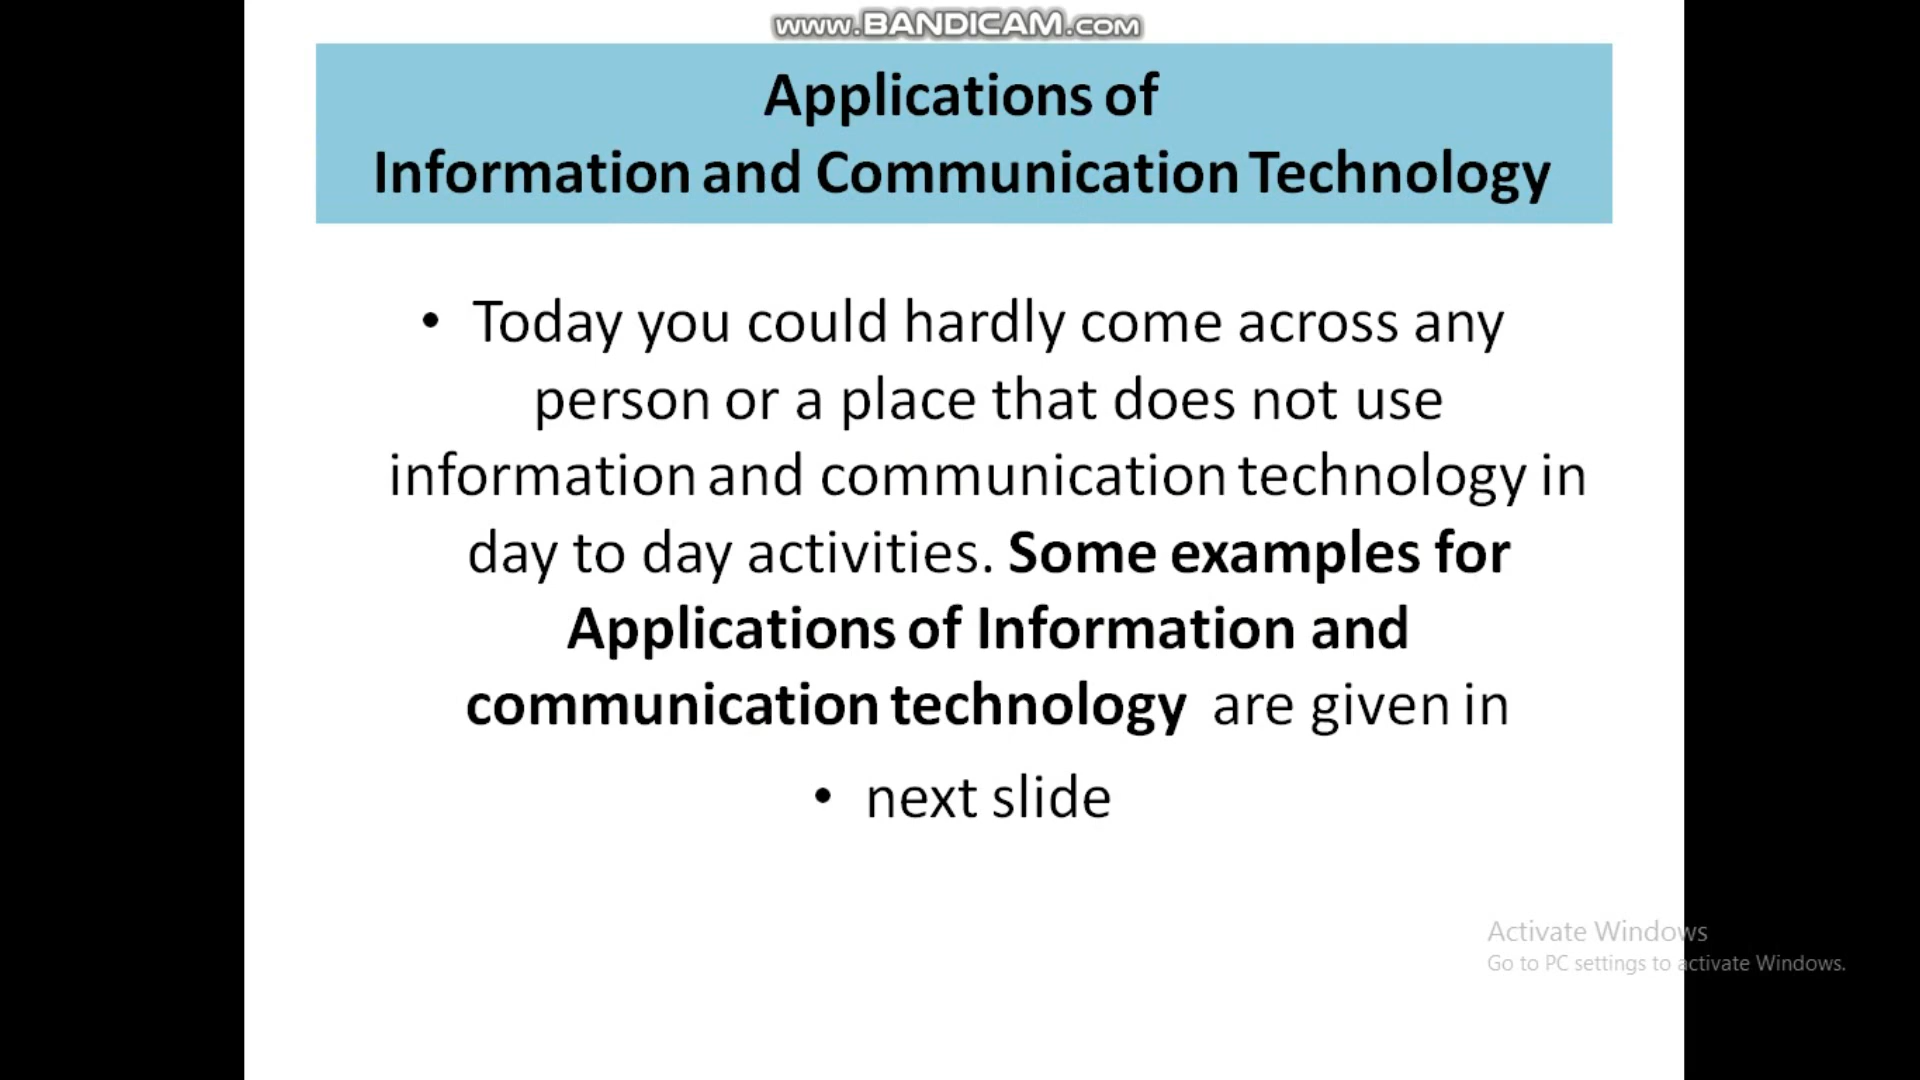 www.BANDICAM.com
Applications of
Information and Communication Technology
• Today you could hardly come across any
person or a place that does not use
information and communication technology in
day to day activities. Some examples for
Applications of Information and
communication technology are given in
• next slide
Activate Windows
Go to PC settings to activate Windows.